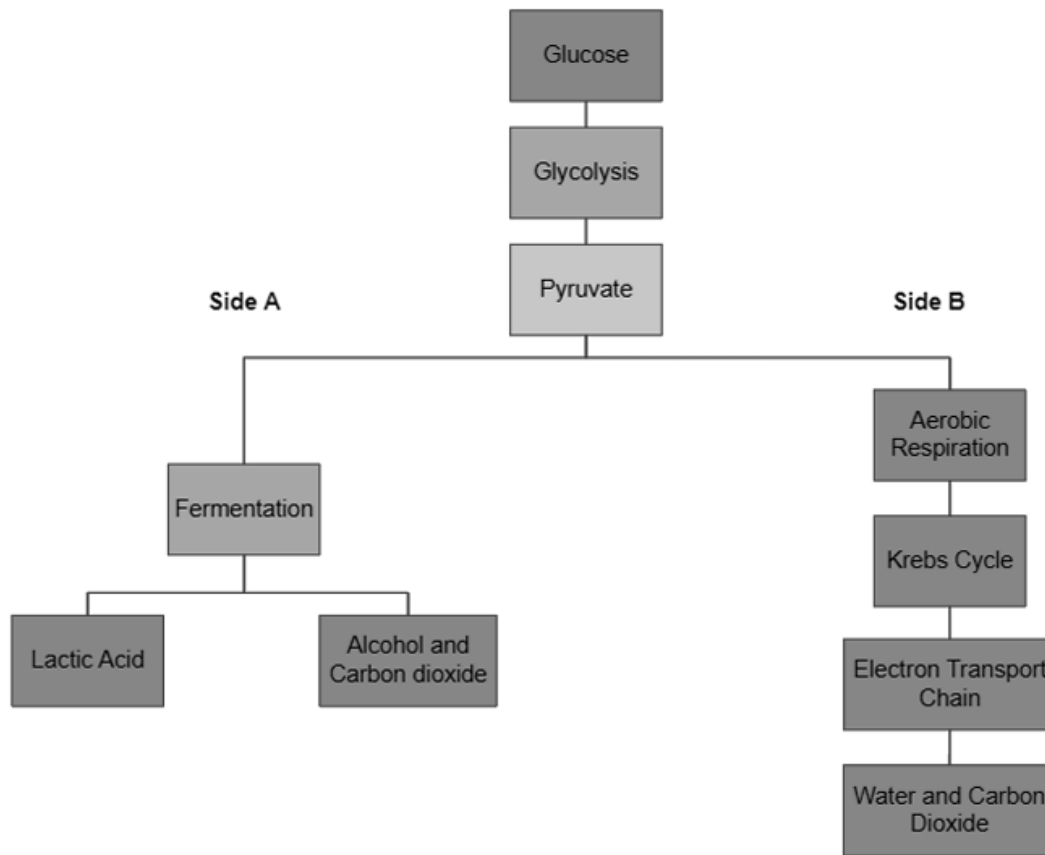 Glucose
Glycolysis
Pyruvate
Side A
Side B
Aerobic
Respiration
Fermentation
Krebs Cycle
Lactic Acid
Alcohol and
Carbon dioxide
Electron Transport
Chain
Water and Carbon
Dioxide